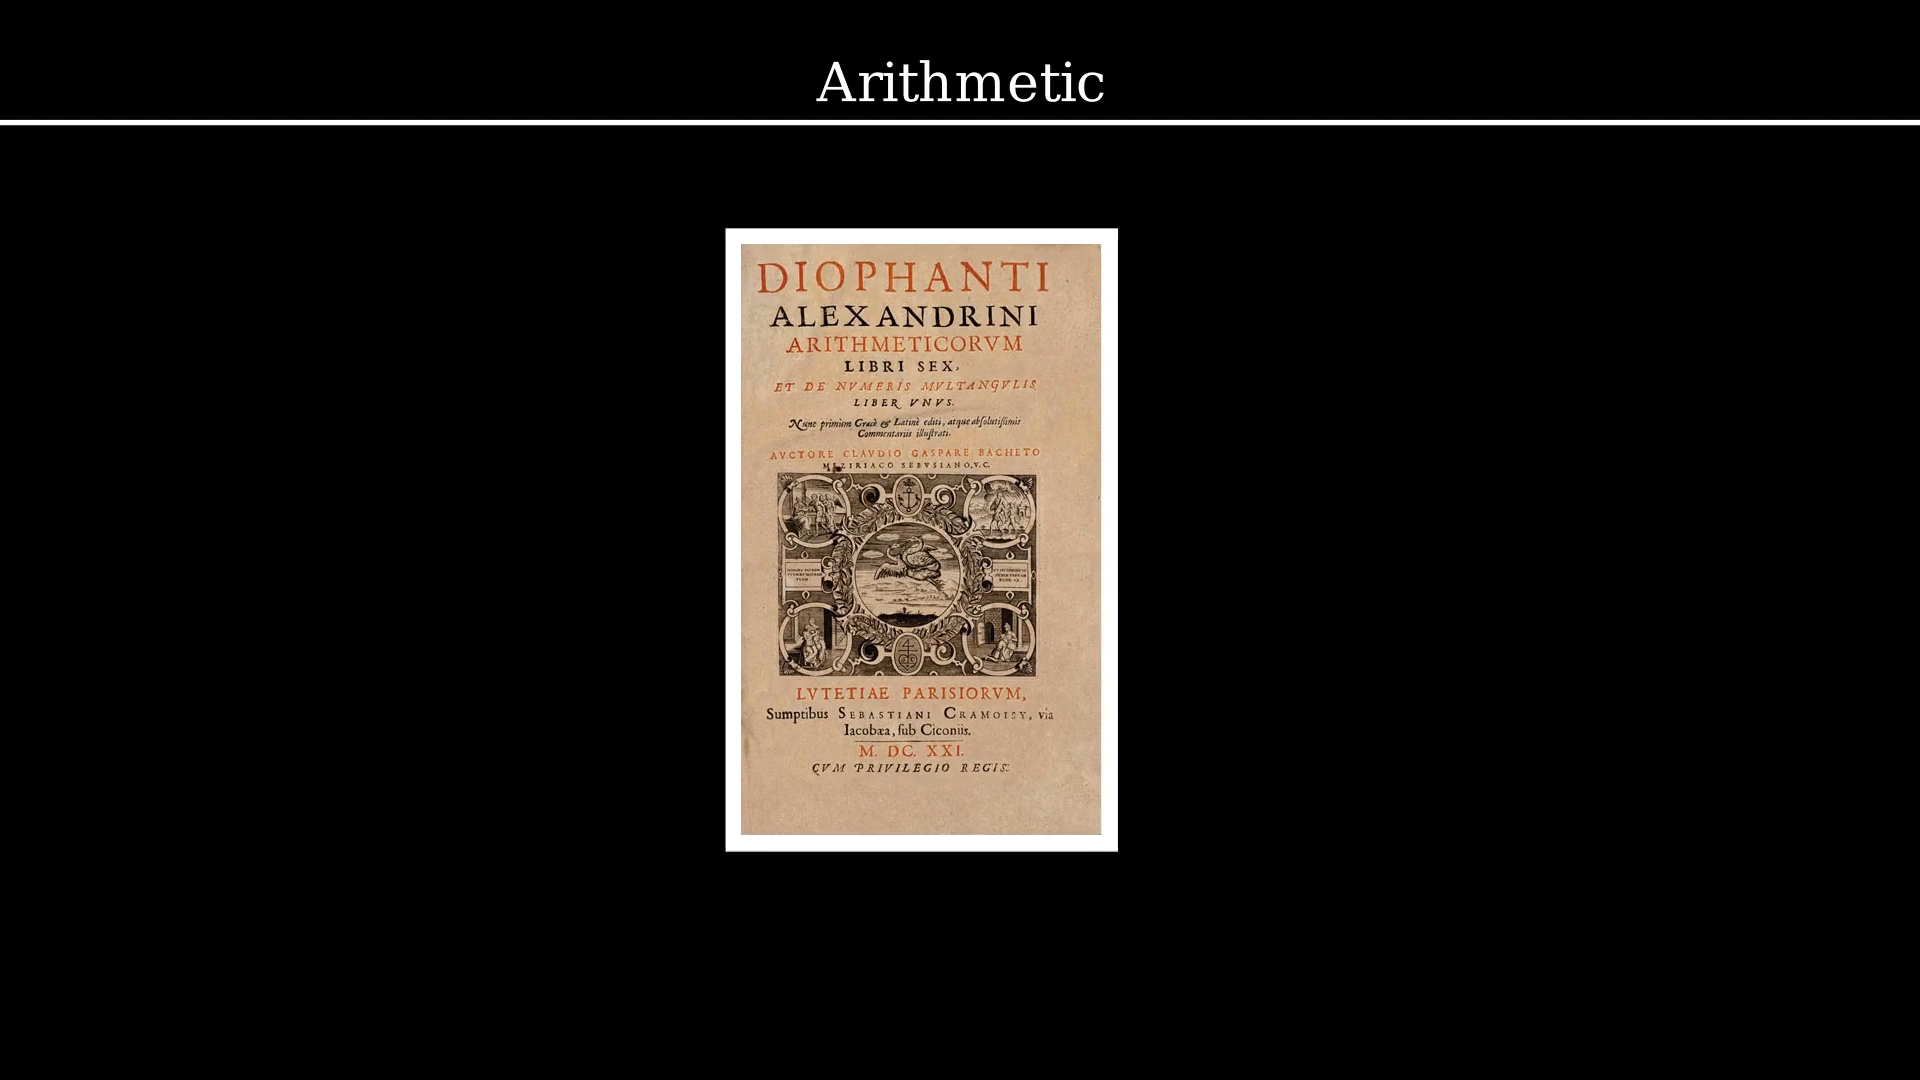 Arithmetic
DIOPHANTI
ALEXANDRINI
ARITHMETICORVM
LIBRI SEX,
ET DE NVMERIS MVLTANGVLIS
LIBER VNVS.
Nunc primùm Græcè & Latinè editi, atque absolutißimis
Commentariis illuſtrati.
AVCTORE CLAVDIO GASPARE BACHETO
MEZIRIACO SEBVSIANO, V.C.
LVTETIAE PARISIORVM,
Sumptibus SEBASTIANI CRAMOISY, via
Iacobæa, ſub Ciconiis.
M. DC. XXI.
CVM PRIVILEGIO REGIS.